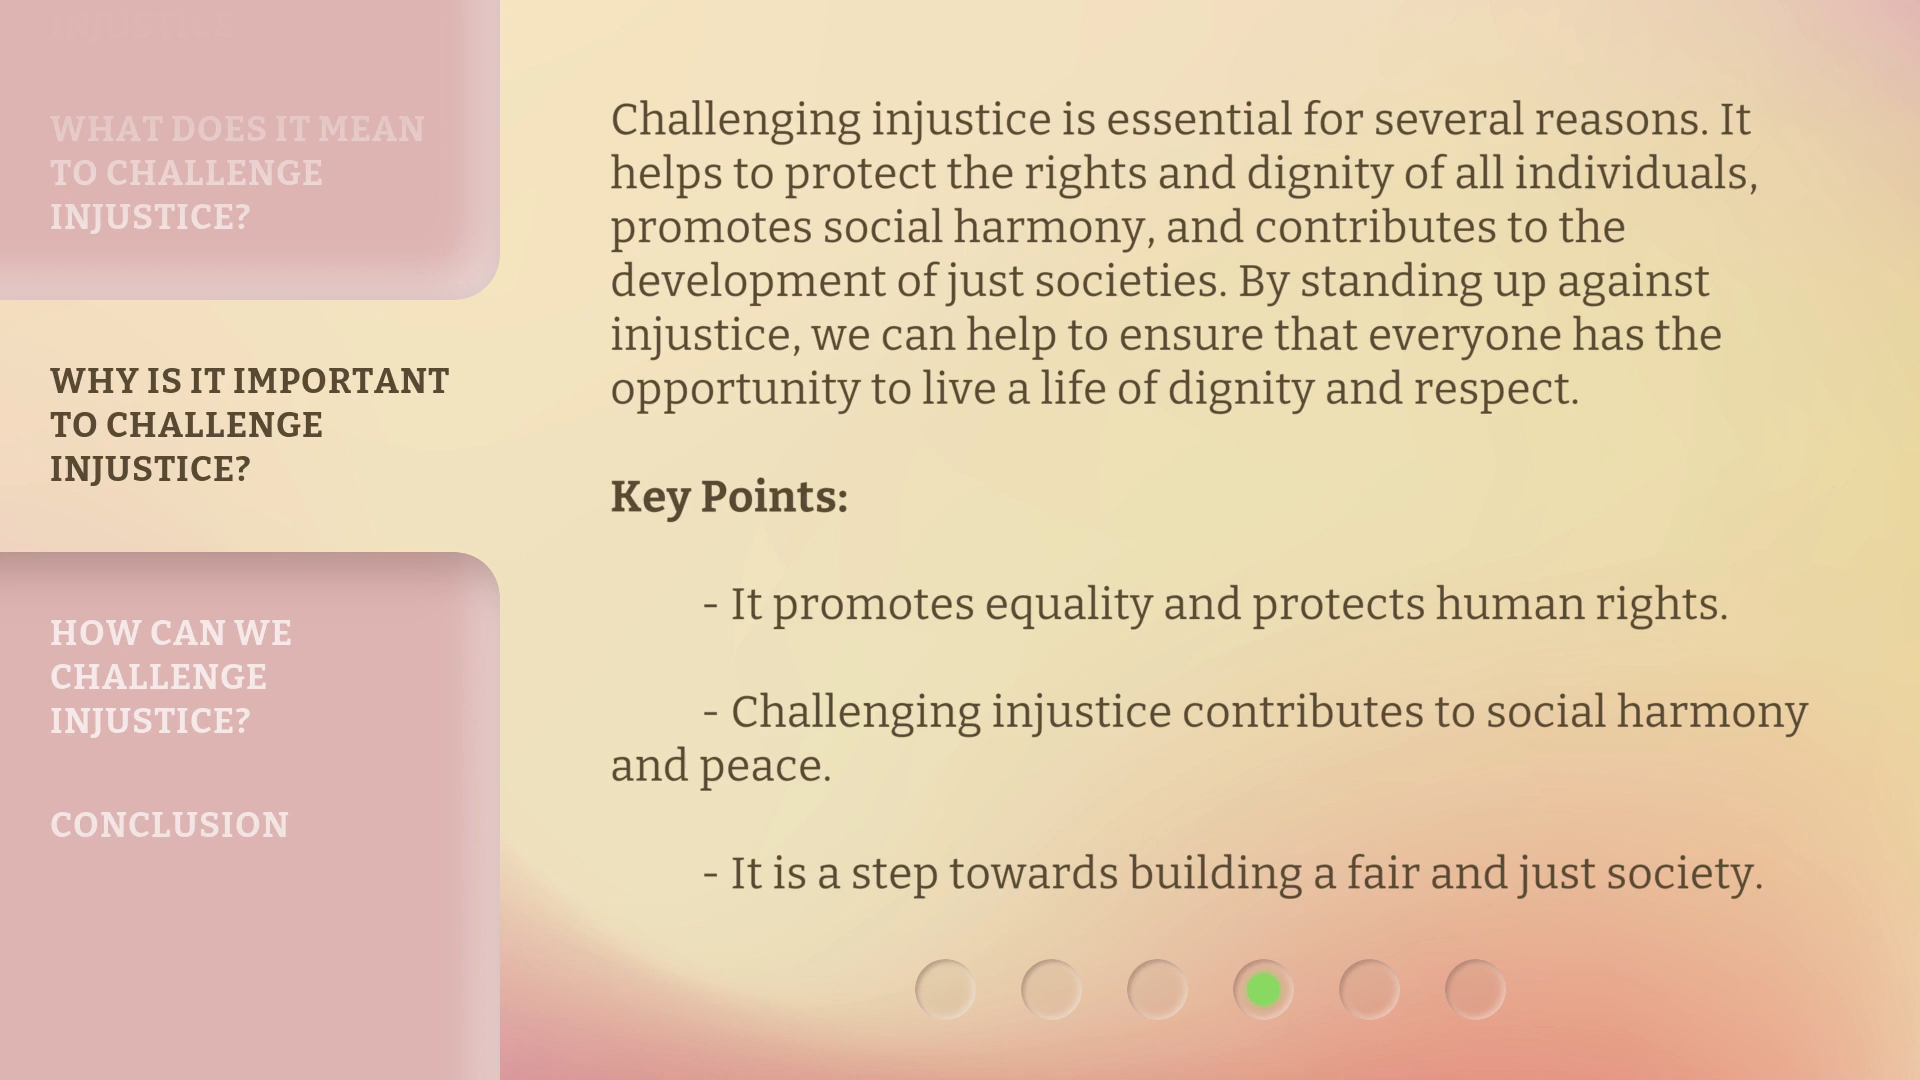 INJUSTICE
WHAT DOES IT MEAN
TO CHALLENGE
INJUSTICE?
WHY IS IT IMPORTANT
TO CHALLENGE
INJUSTICE?
HOW CAN WE
CHALLENGE
INJUSTICE?
CONCLUSION
Challenging injustice is essential for several reasons. It
helps to protect the rights and dignity of all individuals,
promotes social harmony, and contributes to the
development of just societies. By standing up against
injustice, we can help to ensure that everyone has the
opportunity to live a life of dignity and respect.
Key Points:
- It promotes equality and protects human rights.
- Challenging injustice contributes to social harmony
and peace.
- It is a step towards building a fair and just society.